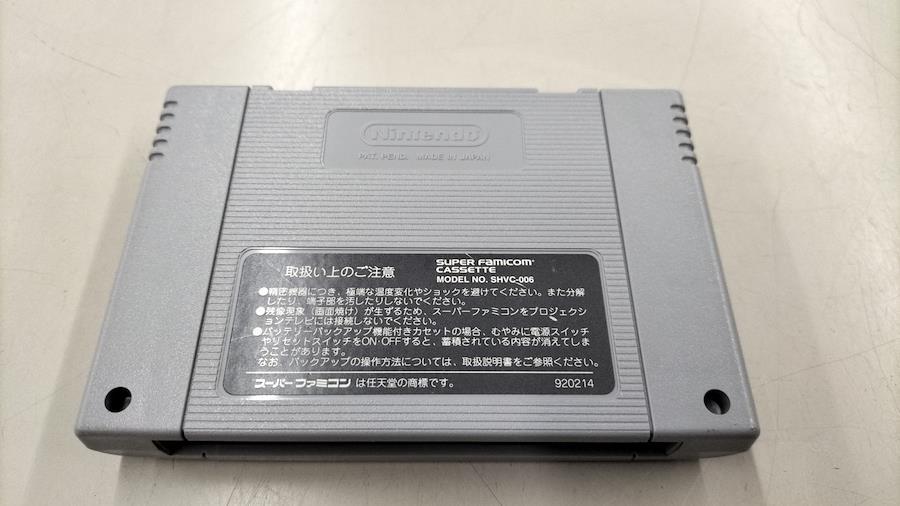 Nintendo
PAT. PEND. MADE IN JAPAN
取扱い上のご注意
SUPER FAMICOM
CASSETTE
MODEL NO. SHVC-006
●精密機器につき、極端な温度変化やショックを避けてください。また分解
したり、端子部を汚したりしないでください。
●残像現象(画面焼け)が生ずるため、スーパーファミコンをプロジェクシ
ョンテレビには接続しないでください。
●バッテリーバックアップ機能付きカセットの場合、むやみに電源スイッチ
やリセットスイッチをON・OFFすると、蓄積されている内容が消えてしま
うことがあります。
なお、バックアップの操作方法については、取扱説明書をご参照ください。
スーパーファミコン は任天堂の商標です。
920214